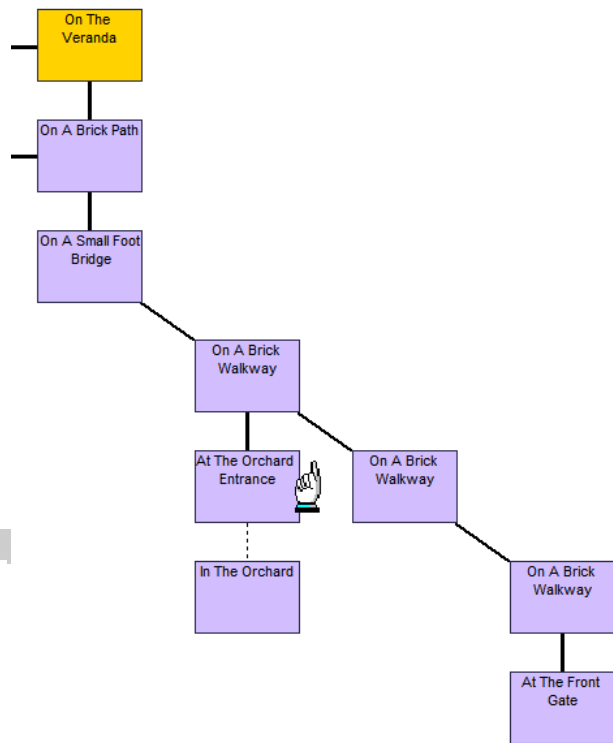 On The
Veranda
On A Brick Path
On A Small Foot
Bridge
On A Brick
Walkway
At The Orchard
Entrance
On A Brick
Walkway
In The Orchard
On A Brick
Walkway
At The Front
Gate